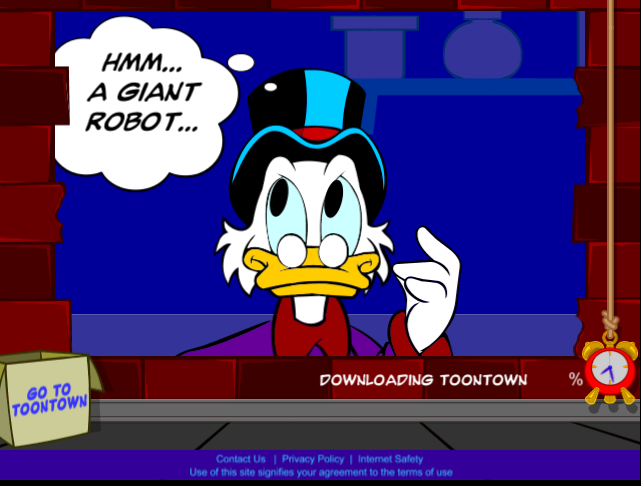 HMM...
A GIANT
ROBOT...
DOWNLOADING TOONTOWN %
GO TO
TOONTOWN
Contact Us | Privacy Policy | Internet Safety
Use of this site signifies your agreement to the terms of use